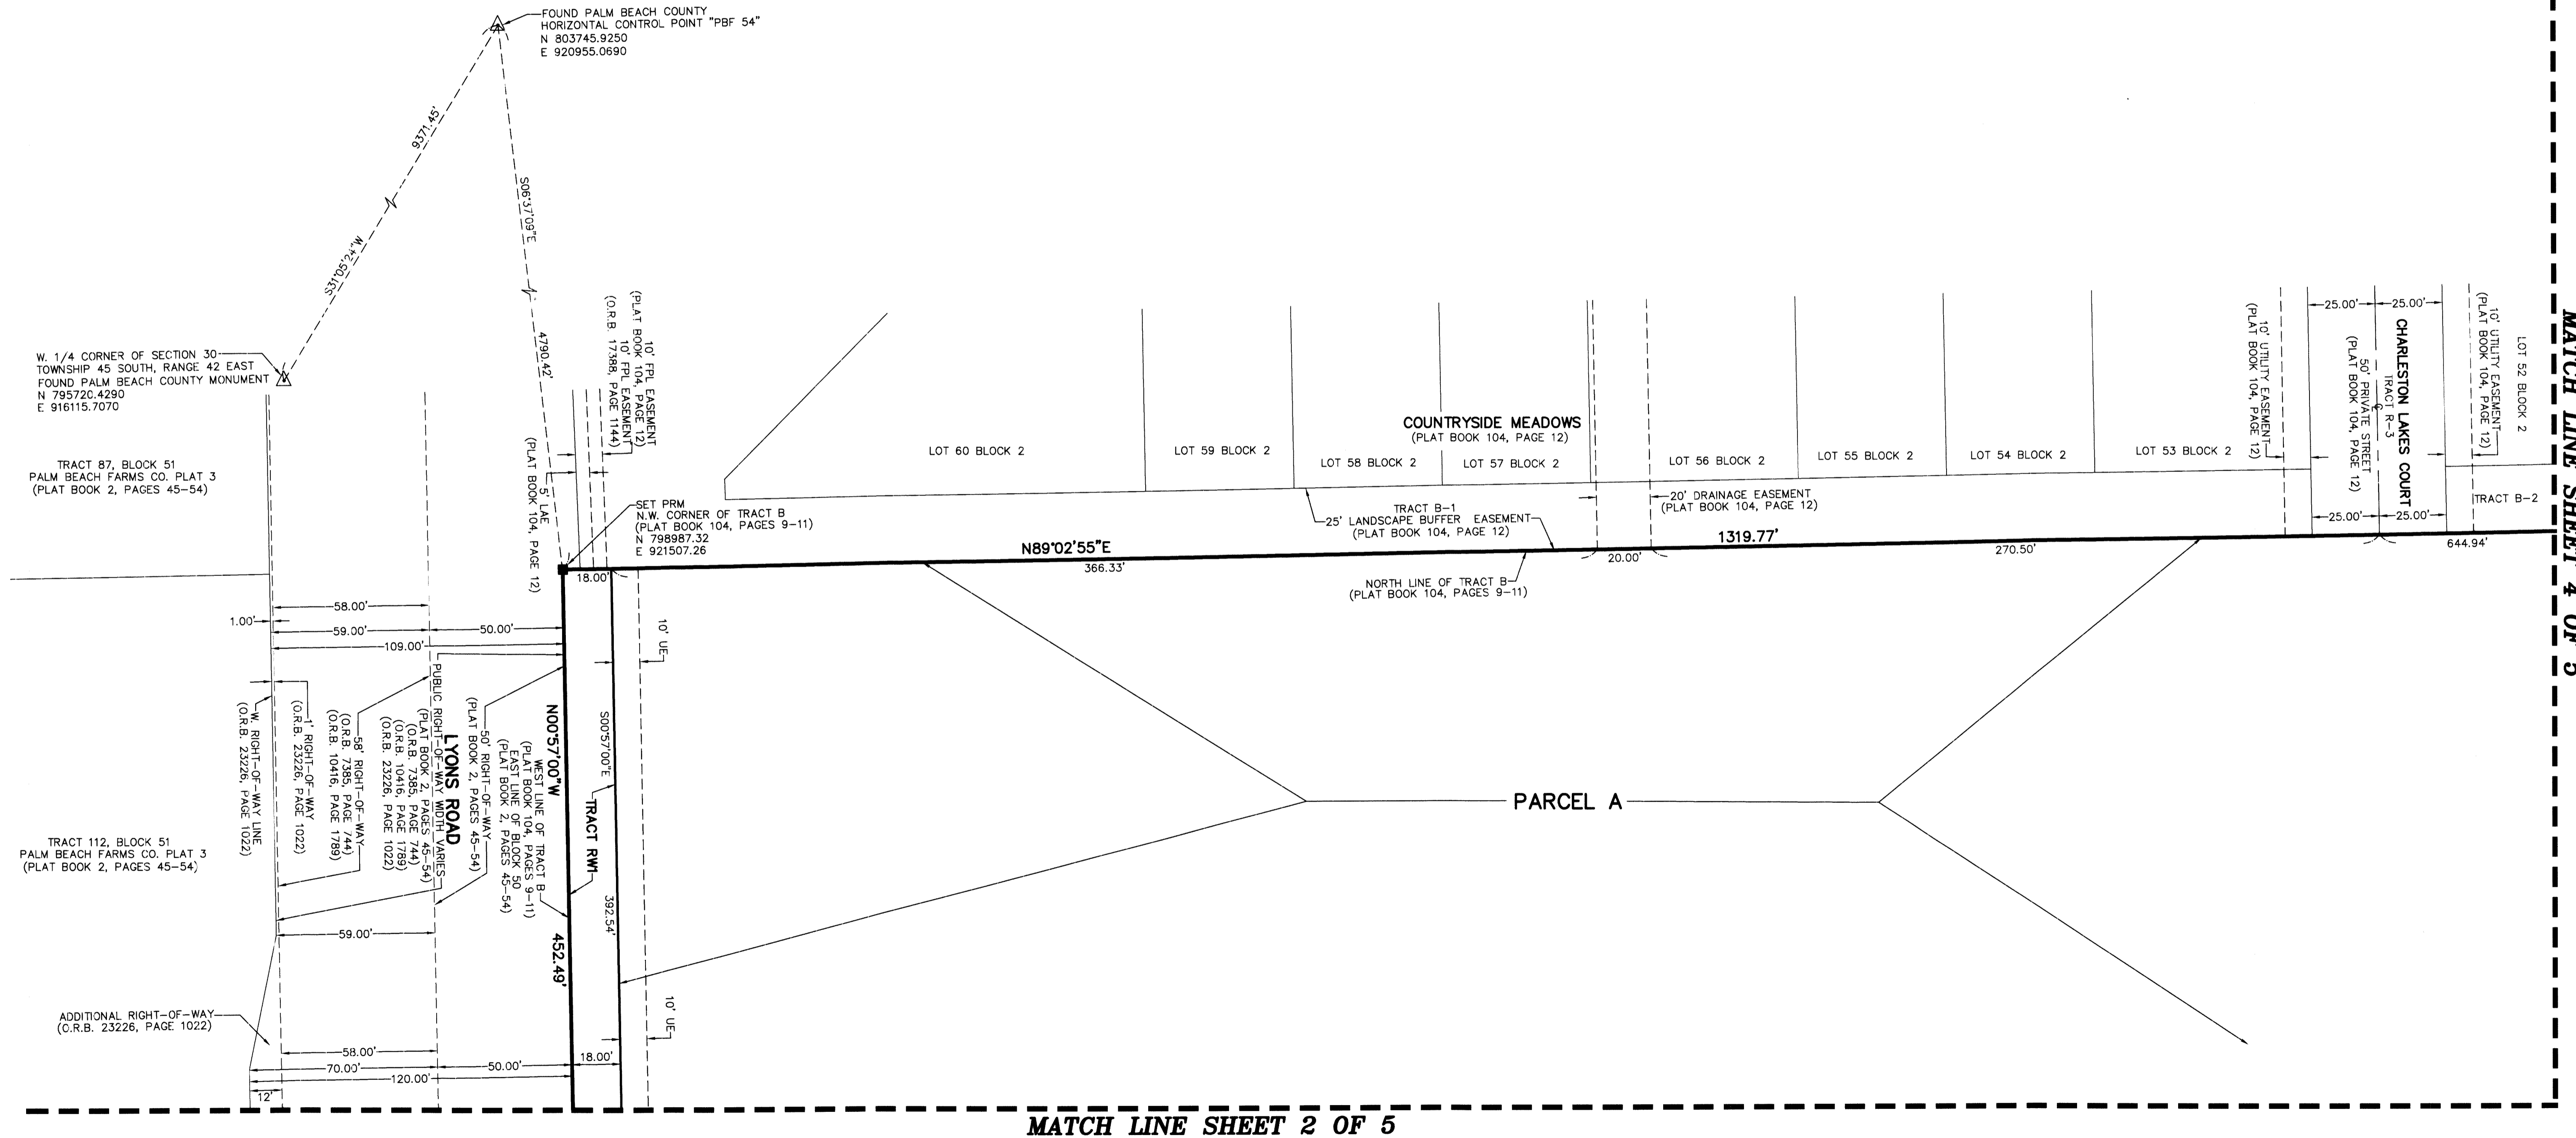 FOUND PALM BEACH COUNTY
HORIZONTAL CONTROL POINT "PBF 54"
N 803745.9250
E 920955.0690
9371.45'
S31°05'24"W
S06°37'09"E
4790.42'
W. 1/4 CORNER OF SECTION 30
TOWNSHIP 45 SOUTH, RANGE 42 EAST
FOUND PALM BEACH COUNTY MONUMENT
N 795720.4290
E 916115.7070
TRACT 87, BLOCK 51
PALM BEACH FARMS CO. PLAT 3
(PLAT BOOK 2, PAGES 45-54)
10' FPL EASEMENT
(PLAT BOOK 104, PAGE 12)
10' FPL EASEMENT
(O.R.B. 17388, PAGE 1144)
5' LAE
(PLAT BOOK 104, PAGE 12)
SET PRM
N.W. CORNER OF TRACT B
(PLAT BOOK 104, PAGES 9-11)
N 798987.32
E 921507.26
LOT 60 BLOCK 2
LOT 59 BLOCK 2
LOT 58 BLOCK 2
COUNTRYSIDE MEADOWS
(PLAT BOOK 104, PAGE 12)
LOT 57 BLOCK 2
LOT 56 BLOCK 2
LOT 55 BLOCK 2
LOT 54 BLOCK 2
LOT 53 BLOCK 2
TRACT B-1
25' LANDSCAPE BUFFER EASEMENT
(PLAT BOOK 104, PAGE 12)
20' DRAINAGE EASEMENT
(PLAT BOOK 104, PAGE 12)
10' UTILITY EASEMENT
(PLAT BOOK 104, PAGE 12)
25.00'
25.00'
CHARLESTON LAKES COURT
TRACT R-3
50' PRIVATE STREET
(PLAT BOOK 104, PAGE 12)
25.00'
25.00'
10' UTILITY EASEMENT
(PLAT BOOK 104, PAGE 12)
LOT 52 BLOCK 2
TRACT B-2
MATCH LINE SHEET 4 OF 5
N89°02'55"E
1319.77'
18.00'
366.33'
20.00'
270.50'
644.94'
NORTH LINE OF TRACT B
(PLAT BOOK 104, PAGES 9-11)
58.00'
1.00'
59.00'
50.00'
109.00'
10' UE
W. RIGHT-OF-WAY LINE
(O.R.B. 23226, PAGE 1022)
1' RIGHT-OF-WAY
(O.R.B. 23226, PAGE 1022)
58' RIGHT-OF-WAY
(O.R.B. 7385, PAGE 744)
(O.R.B. 10416, PAGE 1789)
LYONS ROAD
PUBLIC RIGHT-OF-WAY WIDTH VARIES
(PLAT BOOK 2, PAGES 45-54)
(O.R.B. 7385, PAGE 744)
(O.R.B. 10416, PAGE 1789)
(O.R.B. 23226, PAGE 1022)
50' RIGHT-OF-WAY
(PLAT BOOK 2, PAGES 45-54)
N00°57'00"W
452.49'
WEST LINE OF TRACT B
(PLAT BOOK 104, PAGES 9-11)
EAST LINE OF BLOCK 50
(PLAT BOOK 2, PAGES 45-54)
TRACT RW1
S00°57'00"E
392.54'
PARCEL A
TRACT 112, BLOCK 51
PALM BEACH FARMS CO. PLAT 3
(PLAT BOOK 2, PAGES 45-54)
59.00'
10' UE
ADDITIONAL RIGHT-OF-WAY
(O.R.B. 23226, PAGE 1022)
58.00'
18.00'
70.00'
50.00'
120.00'
12'
MATCH LINE SHEET 2 OF 5